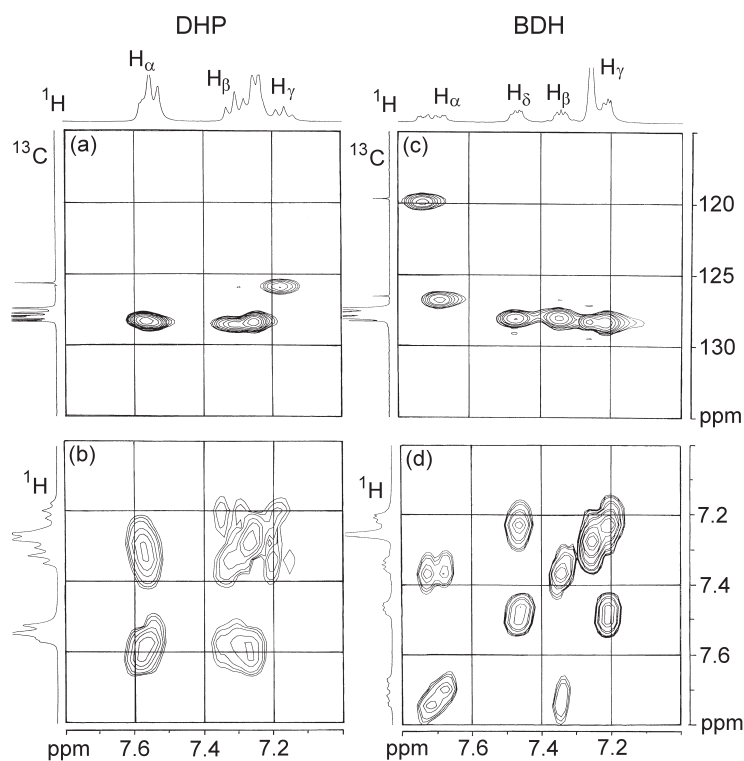 DHP BDH
Hα Hβ Hγ Hα Hδ Hβ Hγ
¹H ¹H
¹³C (a) ¹³C (c)
120
125
130
ppm
¹H (b) ¹H (d)
7.2
7.4
7.6
ppm
ppm 7.6 7.4 7.2 ppm 7.6 7.4 7.2